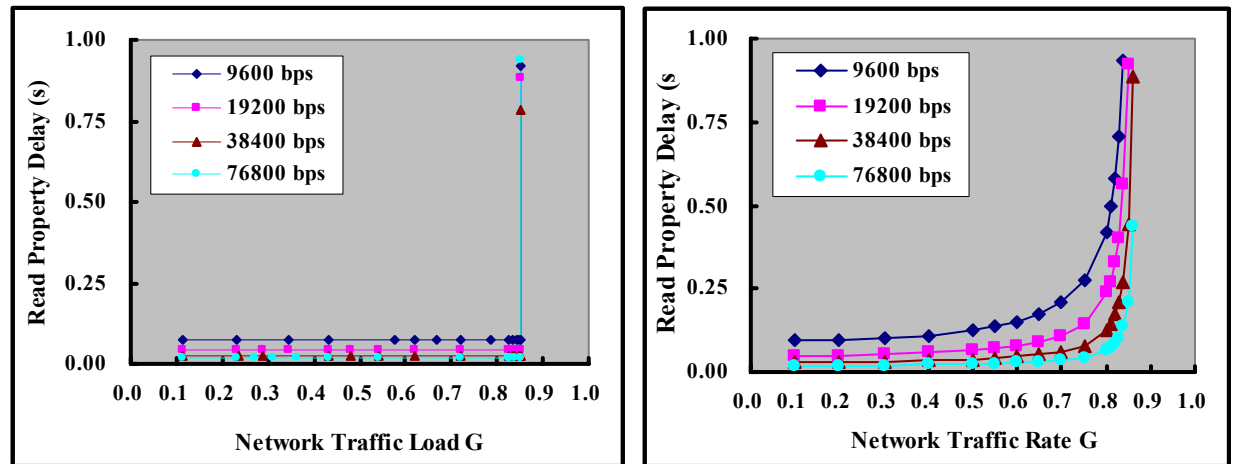 1.00
0.75
0.50
0.25
0.00
Read Property Delay (s)
9600 bps
19200 bps
38400 bps
76800 bps
0.0 0.1 0.2 0.3 0.4 0.5 0.6 0.7 0.8 0.9 1.0
Network Traffic Load G
1.00
0.75
0.50
0.25
0.00
Read Property Delay (s
9600 bps
19200 bps
38400 bps
76800 bps
0.0 0.1 0.2 0.3 0.4 0.5 0.6 0.7 0.8 0.9 1.0
Network Traffic Rate G